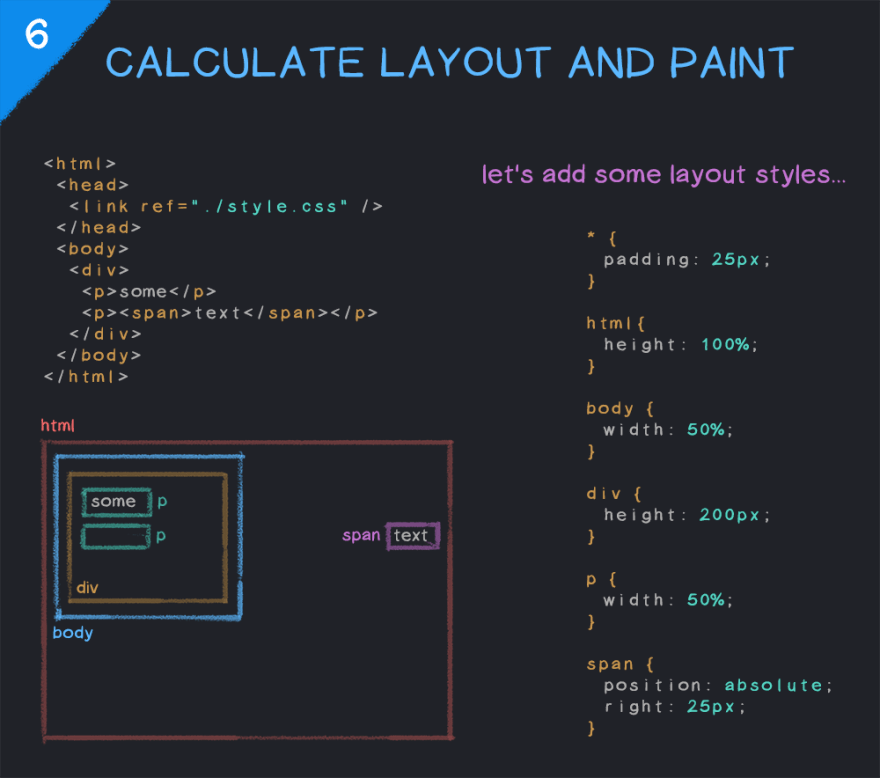 6
CALCULATE LAYOUT AND PAINT
<html>
<head>
<link ref="./style.css" />
</head>
<body>
<div>
<p>some</p>
<p><span>text</span></p>
</div>
</body>
</html>
let's add some layout styles...
* {
padding: 25px;
}
html{
height: 100%;
}
body {
width: 50%;
}
div {
height: 200px;
}
p {
width: 50%;
}
span {
position: absolute;
right: 25px;
}
html
some p
p
span text
div
body